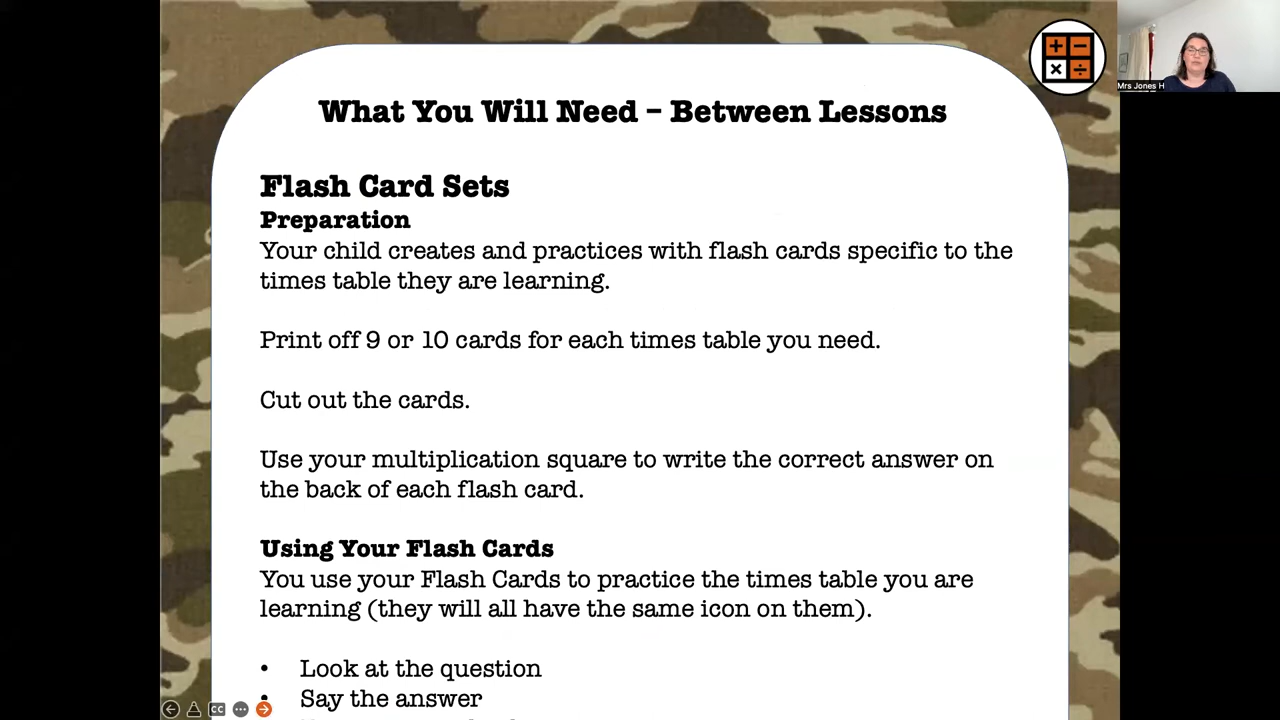 What You Will Need – Between Lessons
Mrs Jones H
Flash Card Sets
Preparation
Your child creates and practices with flash cards specific to the
times table they are learning.
Print off 9 or 10 cards for each times table you need.
Cut out the cards.
Use your multiplication square to write the correct answer on
the back of each flash card.
Using Your Flash Cards
You use your Flash Cards to practice the times table you are
learning (they will all have the same icon on them).
• Look at the question
• Say the answer
CC